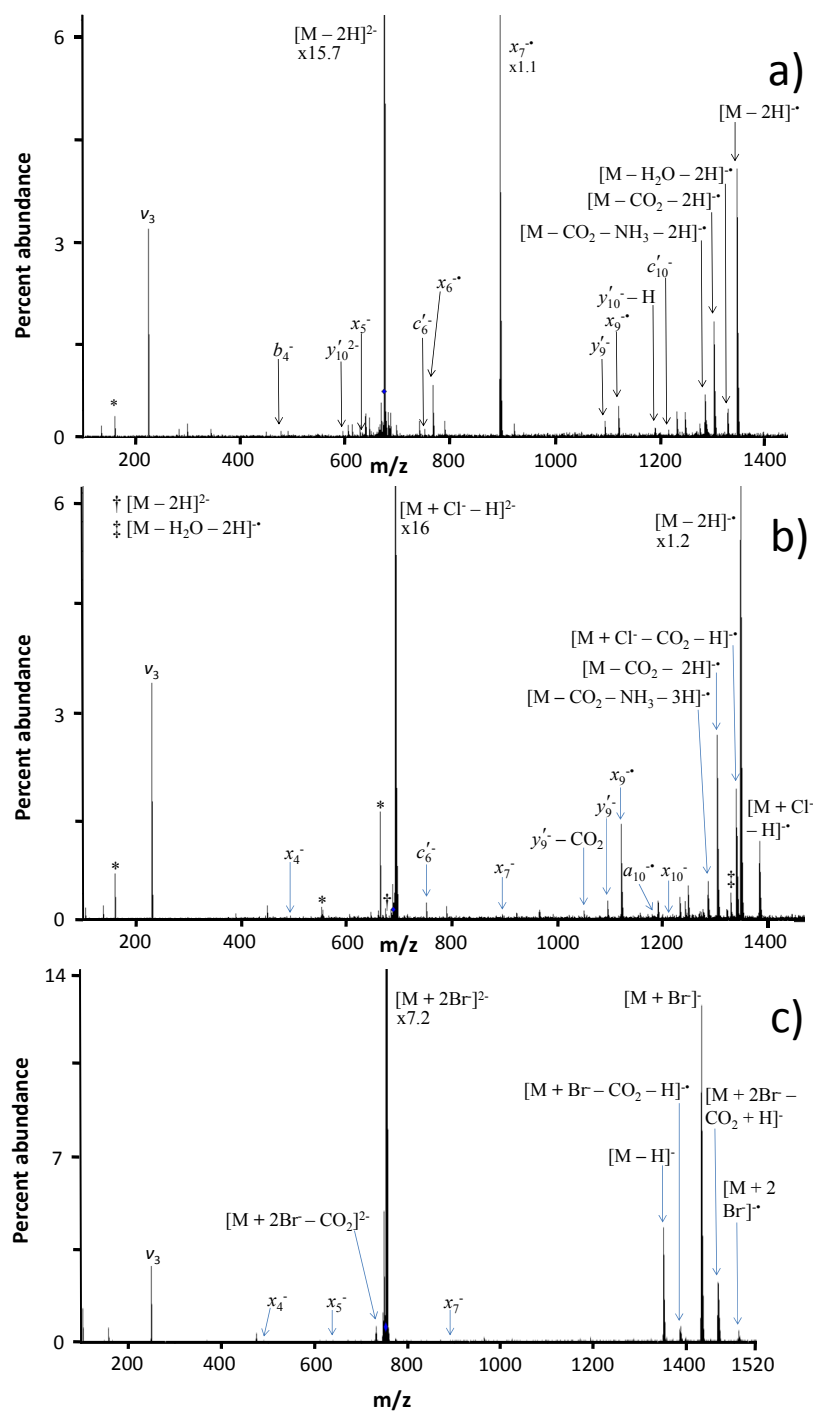 a)
6
3
0
Percent abundance
[M – 2H]²⁻
x15.7
x₇⁻•
x1.1
[M – 2H]⁻•
[M – H₂O – 2H]⁻•
[M – CO₂ – 2H]⁻•
[M – CO₂ – NH₃ – 2H]⁻•
c′₁₀⁻
y′₁₀⁻ – H
x₉⁻•
y′₉⁻
x₆⁻•
c′₆⁻
x₅⁻
y′₁₀²⁻
b₄⁻
v₃
*
200 400 600 800 1000 1200 1400
m/z
b)
6
3
0
Percent abundance
† [M – 2H]²⁻
‡ [M – H₂O – 2H]⁻•
[M + Cl⁻ – H]²⁻
x16
[M – 2H]⁻•
x1.2
[M + Cl⁻ – CO₂ – H]⁻•
[M – CO₂ – 2H]⁻•
[M – CO₂ – NH₃ – 3H]⁻•
[M + Cl⁻
– H]⁻•
x₉⁻•
y′₉⁻
y′₉⁻ – CO₂
a₁₀⁻•
x₁₀⁻
‡
v₃
*
x₄⁻
*
*
†
c′₆⁻
x₇⁻
200 400 600 800 1000 1200 1400
m/z
c)
14
7
0
Percent abundance
[M + 2Br⁻]²⁻
x7.2
[M + Br⁻]⁻
[M + Br⁻ – CO₂ – H]⁻•
[M + 2Br⁻ –
CO₂ + H]⁻
[M – H]⁻
[M + 2
Br⁻]⁻•
[M + 2Br⁻ – CO₂]²⁻
v₃
x₄⁻
x₅⁻
x₇⁻
200 400 600 800 1000 1200 1400 1520
m/z